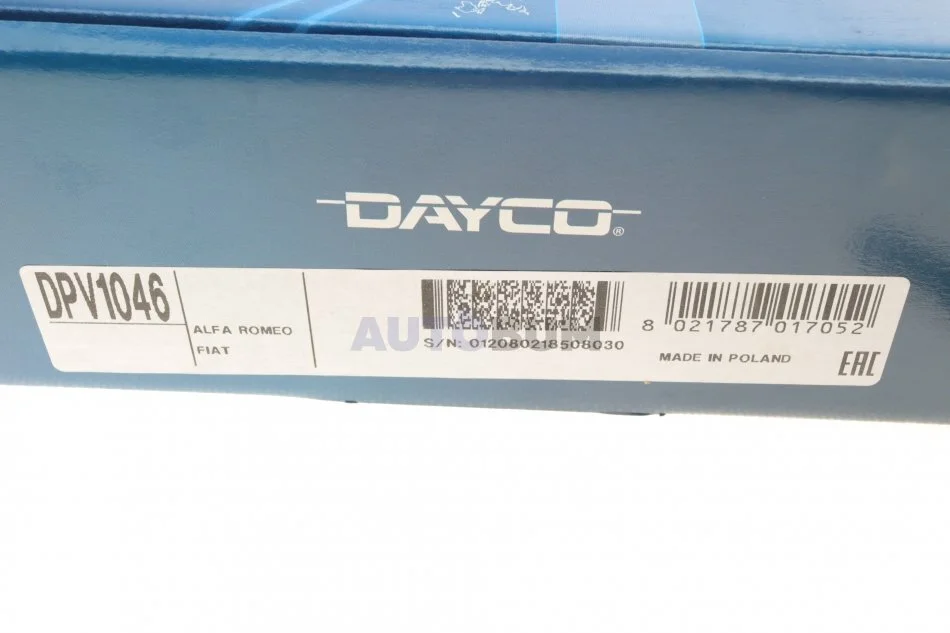 DAYCO®
DPV1046
ALFA ROMEO
FIAT
AUTOBUM
S/N: 012080218508030
8 021787 017052
MADE IN POLAND
EAC